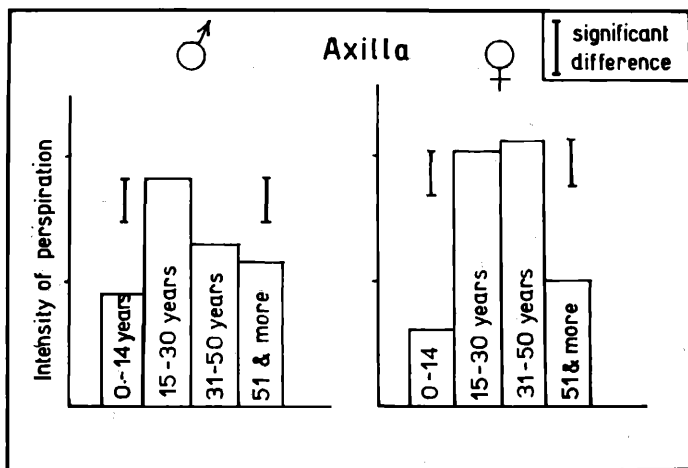 ♂
Axilla
♀
significant
difference
Intensity of perspiration
0-14 years
15-30 years
31-50 years
51 & more
0-14
15-30 years
31-50 years
51& more